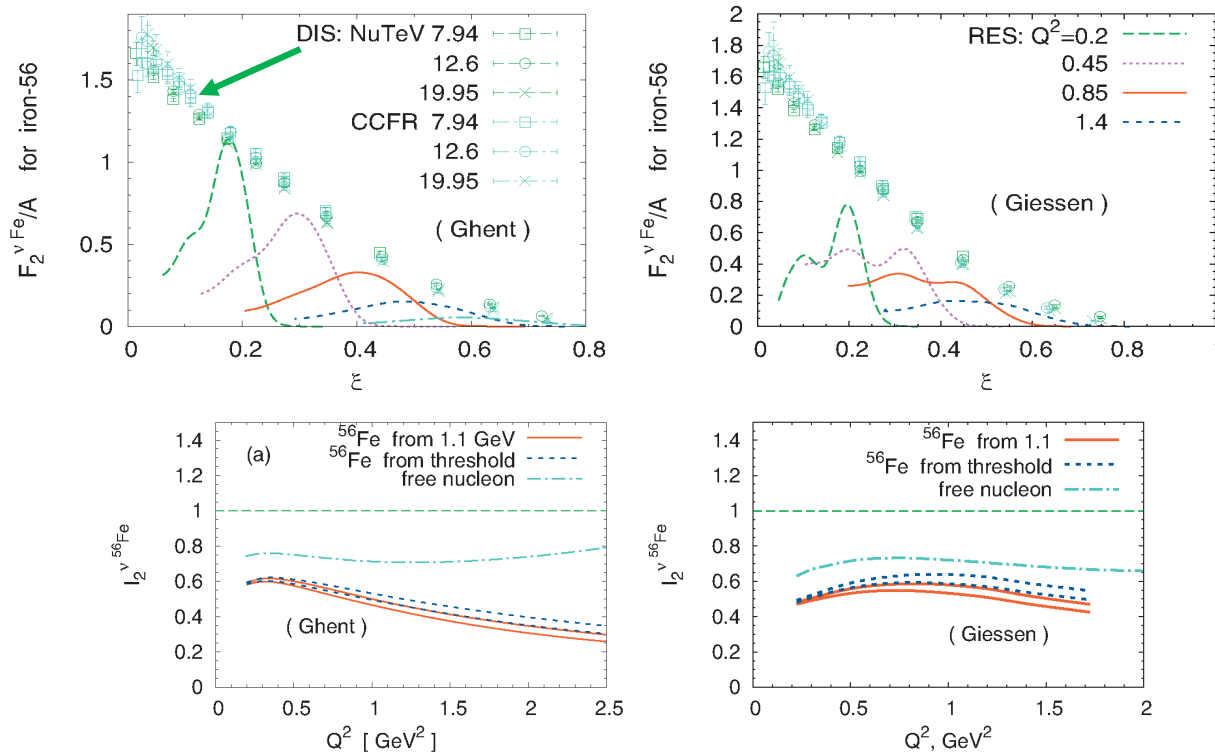 DIS: NuTeV 7.94
12.6
19.95
CCFR 7.94
12.6
19.95
( Ghent )
F₂^ν Fe/A for iron-56
1.5
1
0.5
0
0 0.2 0.4 0.6 0.8
ξ
RES: Q²=0.2
0.45
0.85
1.4
( Giessen )
F₂^ν Fe/A for iron-56
2
1.8
1.6
1.4
1.2
1
0.8
0.6
0.4
0.2
0
0 0.2 0.4 0.6 0.8 1
ξ
(a)
⁵⁶Fe from 1.1 GeV
⁵⁶Fe from threshold
free nucleon
( Ghent )
I₂^ν ⁵⁶Fe
1.4
1.2
1
0.8
0.6
0.4
0.2
0
0 0.5 1 1.5 2 2.5
Q² [ GeV² ]
⁵⁶Fe from 1.1
⁵⁶Fe from threshold
free nucleon
( Giessen )
I₂^ν ⁵⁶Fe
1.4
1.2
1
0.8
0.6
0.4
0.2
0
0 0.5 1 1.5 2
Q², GeV²